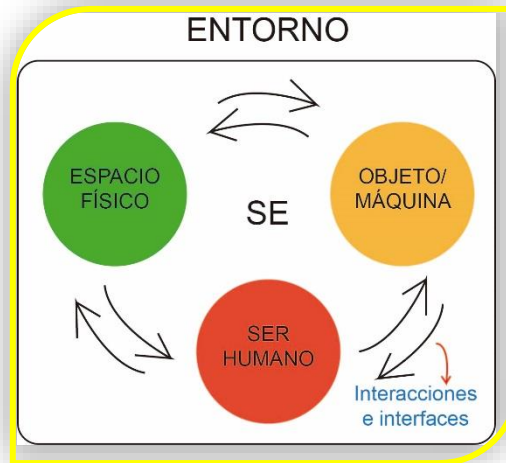 ENTORNO
ESPACIO
FÍSICO
OBJETO/
MÁQUINA
SE
SER
HUMANO
Interacciones
e interfaces